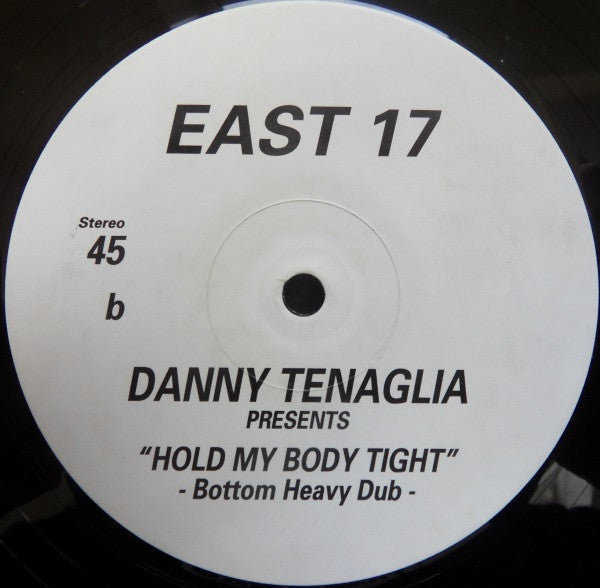 EAST 17
Stereo
45
b
DANNY TENAGLIA
PRESENTS
“HOLD MY BODY TIGHT”
- Bottom Heavy Dub -